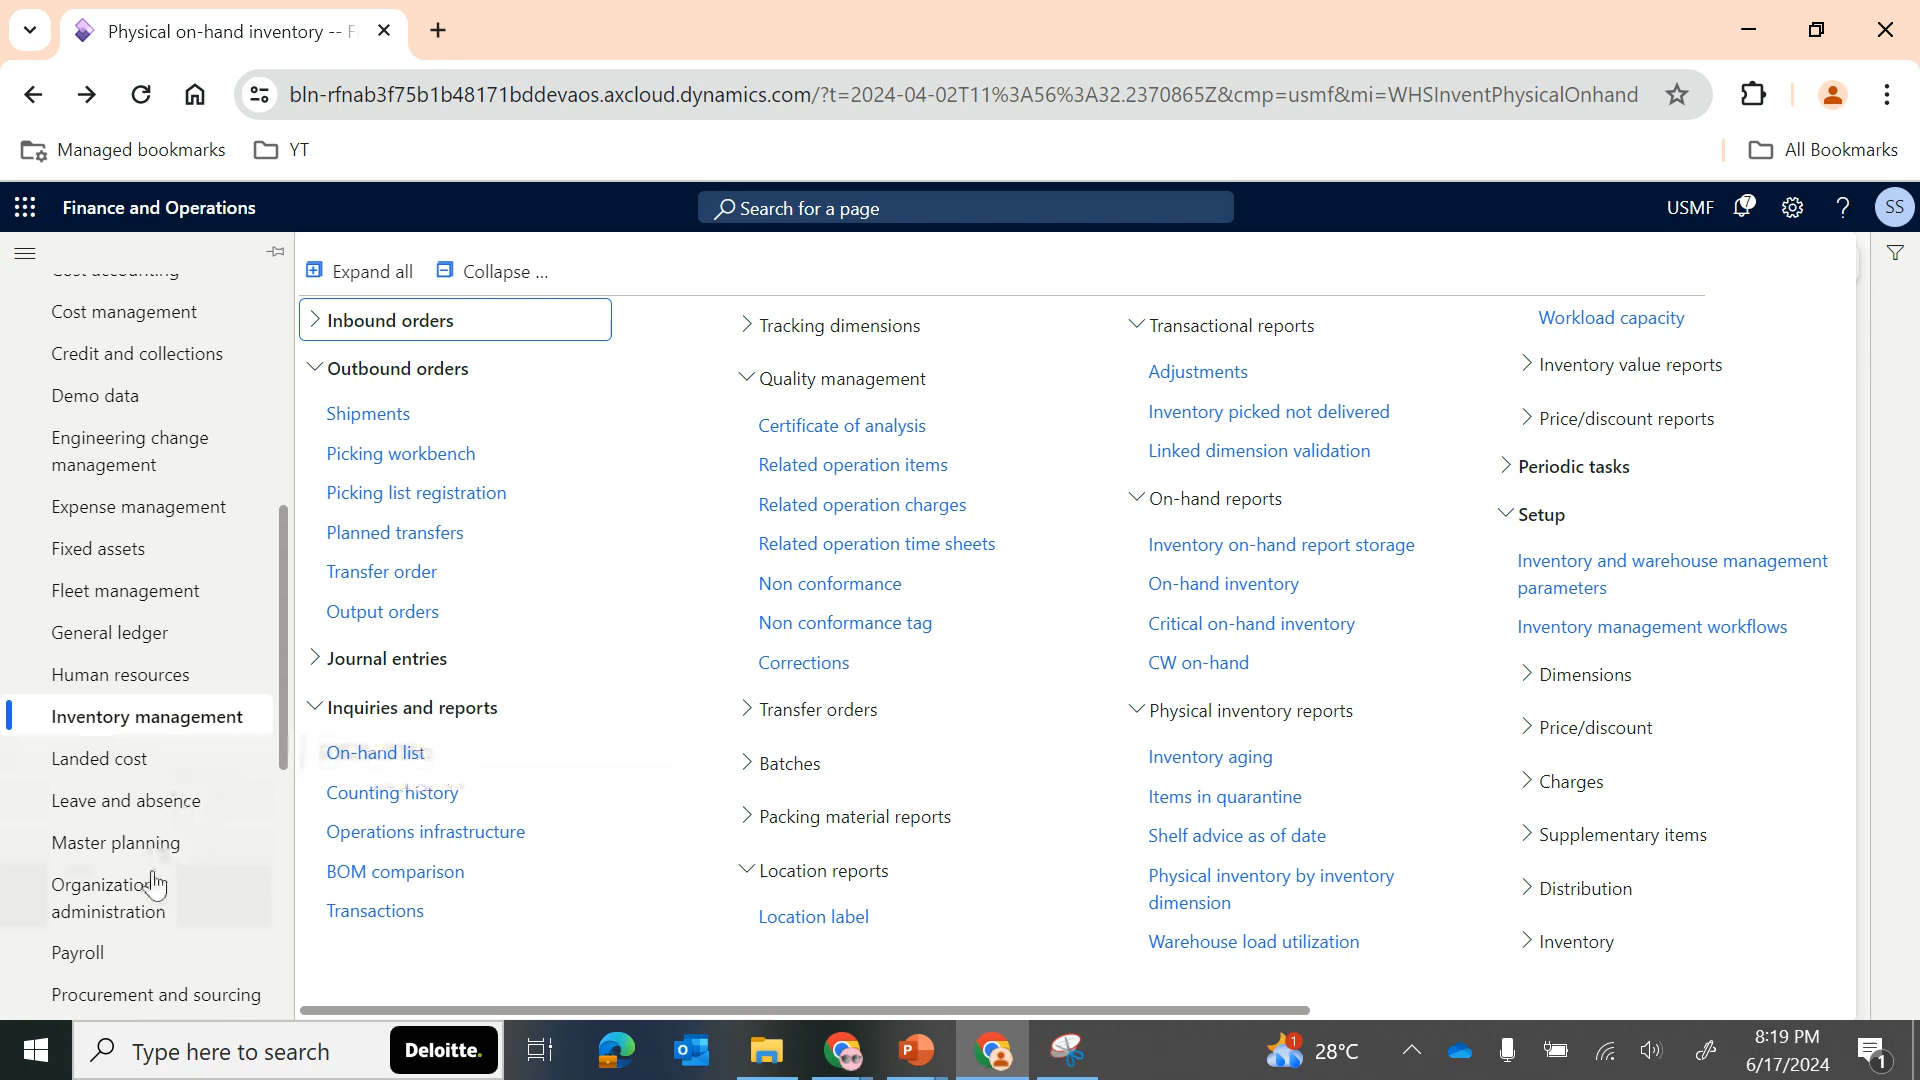 Physical on-hand inventory -- F
bln-rfnab3f75b1b48171bddevaos.axcloud.dynamics.com/?t=2024-04-02T11%3A56%3A32.2370865Z&cmp=usmf&mi=WHSInventPhysicalOnhand
Managed bookmarks
YT
All Bookmarks
Finance and Operations
Search for a page
USMF
7
?
SS
Cost accounting
Cost management
Credit and collections
Demo data
Engineering change
management
Expense management
Fixed assets
Fleet management
General ledger
Human resources
Inventory management
Landed cost
Leave and absence
Master planning
Organization
administration
Payroll
Procurement and sourcing
Expand all
Collapse ...
Inbound orders
Outbound orders
Shipments
Picking workbench
Picking list registration
Planned transfers
Transfer order
Output orders
Journal entries
Inquiries and reports
On-hand list
Counting history
Operations infrastructure
BOM comparison
Transactions
Tracking dimensions
Quality management
Certificate of analysis
Related operation items
Related operation charges
Related operation time sheets
Non conformance
Non conformance tag
Corrections
Transfer orders
Batches
Packing material reports
Location reports
Location label
Transactional reports
Adjustments
Inventory picked not delivered
Linked dimension validation
On-hand reports
Inventory on-hand report storage
On-hand inventory
Critical on-hand inventory
CW on-hand
Physical inventory reports
Inventory aging
Items in quarantine
Shelf advice as of date
Physical inventory by inventory
dimension
Warehouse load utilization
Workload capacity
Inventory value reports
Price/discount reports
Periodic tasks
Setup
Inventory and warehouse management
parameters
Inventory management workflows
Dimensions
Price/discount
Charges
Supplementary items
Distribution
Inventory
Type here to search
Deloitte.
1
28°C
8:19 PM
6/17/2024
1